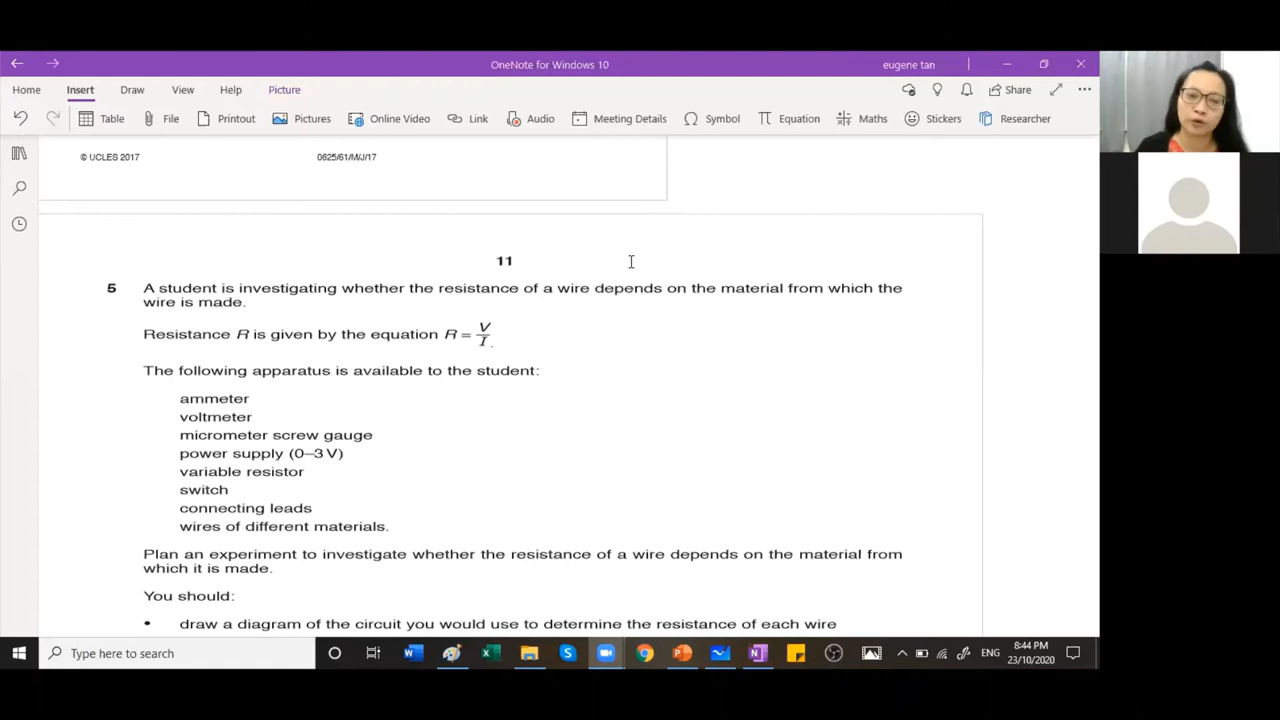 OneNote for Windows 10
eugene tan
Home Insert Draw View Help Picture
Share
Table File Printout Pictures Online Video Link Audio Meeting Details Symbol Equation Maths Stickers Researcher
© UCLES 2017 0625/61/M/J/17
11
5 A student is investigating whether the resistance of a wire depends on the material from which the
wire is made.
Resistance R is given by the equation R = V/I.
The following apparatus is available to the student:
ammeter
voltmeter
micrometer screw gauge
power supply (0–3 V)
variable resistor
switch
connecting leads
wires of different materials.
Plan an experiment to investigate whether the resistance of a wire depends on the material from
which it is made.
You should:
• draw a diagram of the circuit you would use to determine the resistance of each wire
Type here to search
ENG
8:44 PM
23/10/2020